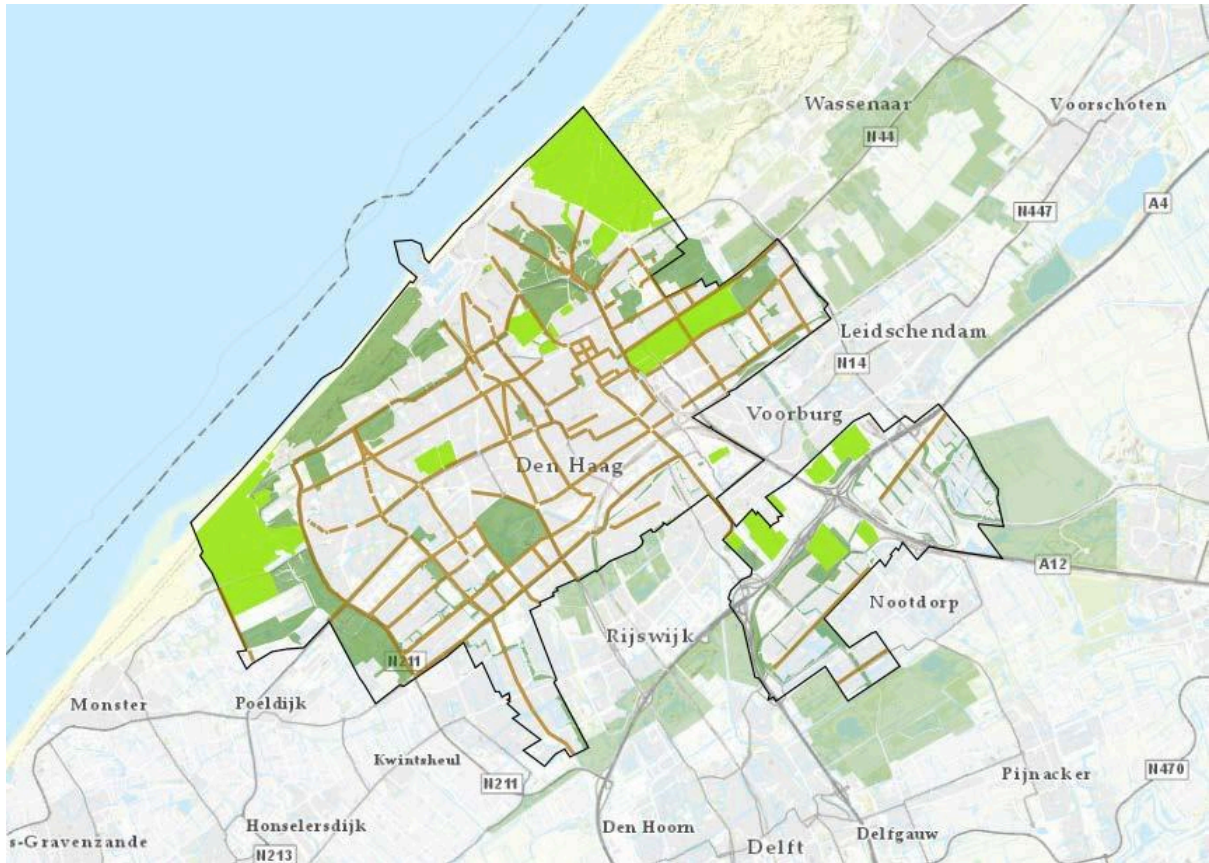 Wassenaar
Voorschoten
N44
N447
A4
Leidschendam
N14
Voorburg
Den Haag
A12
Nootdorp
Rijswijk
N211
Monster
Poeldijk
Kwintsheul
N211
Pijnacker
N470
Honselersdijk
Den Hoorn
Delfgauw
s-Gravenzande
N213
Delft